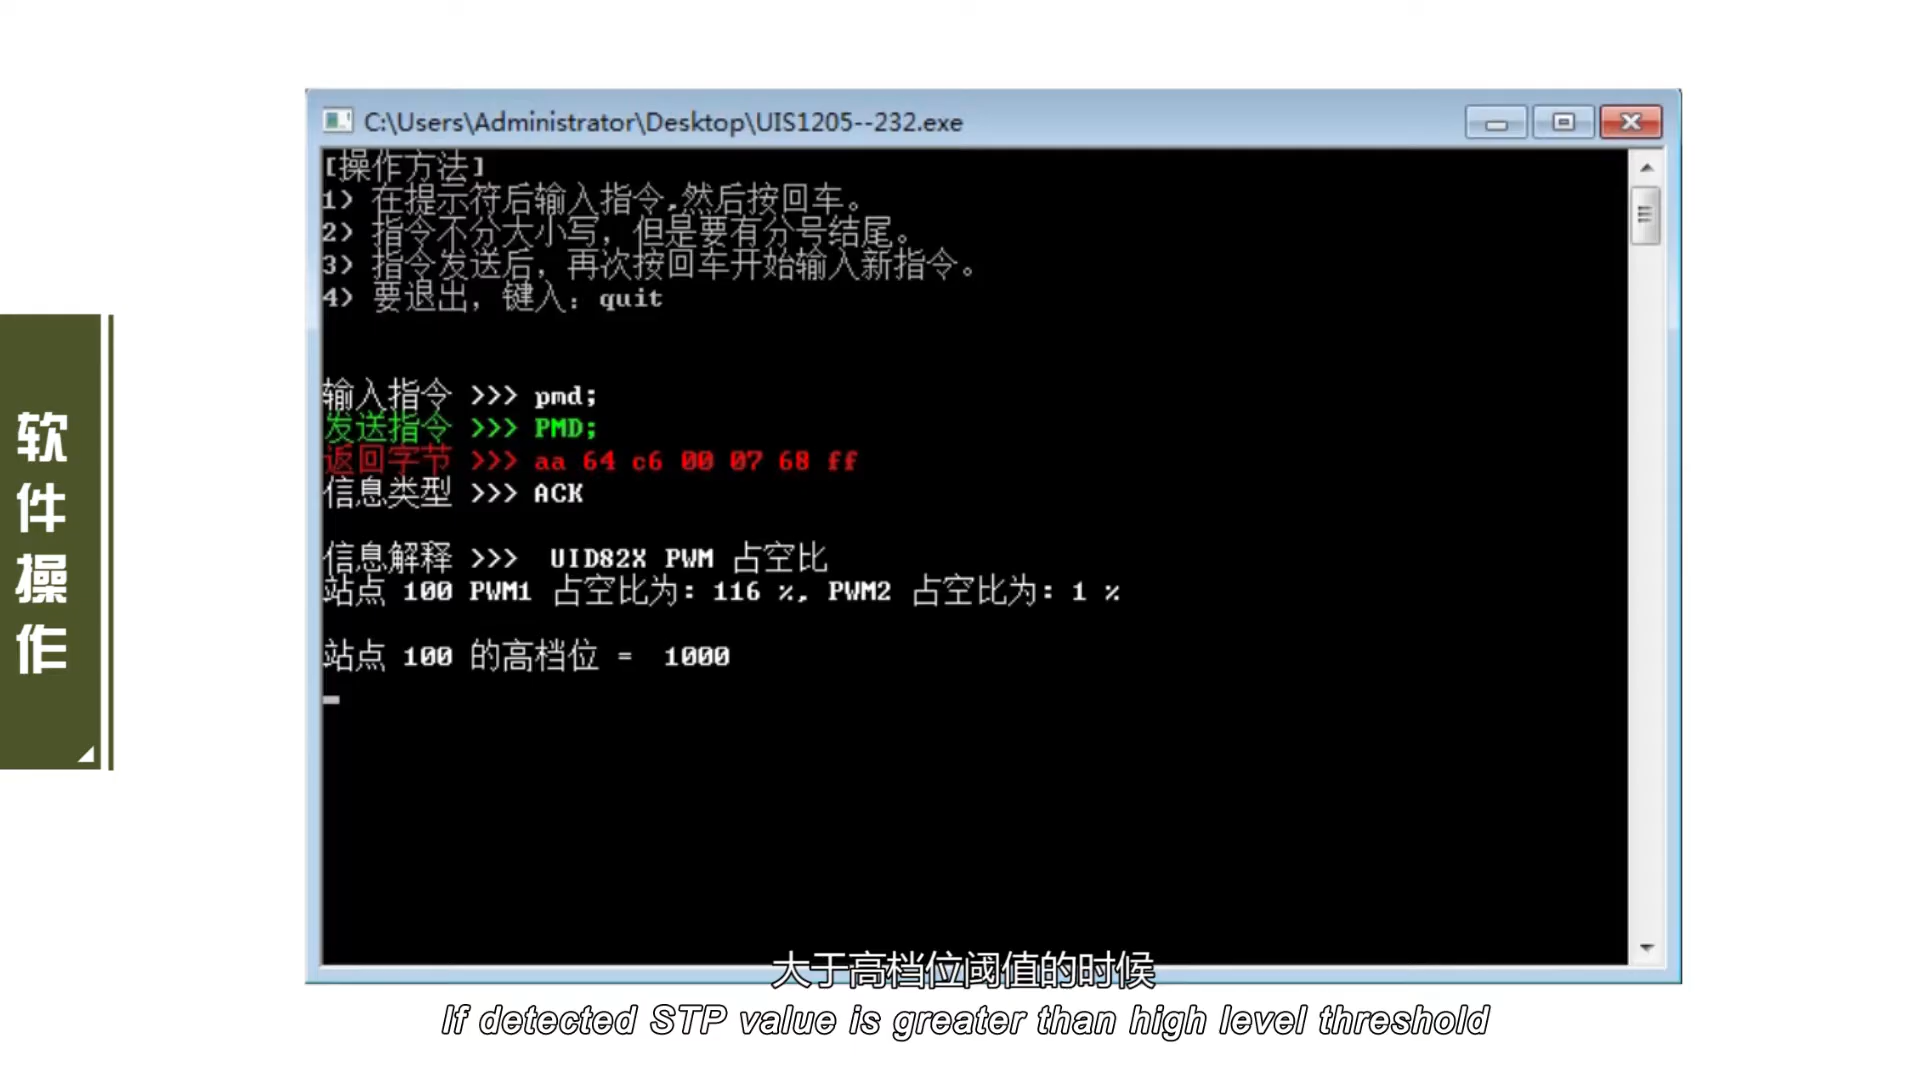 软件操作
C:\Users\Administrator\Desktop\UIS1205--232.exe
[操作方法]
1> 在提示符后输入指令,然后按回车。
2> 指令不分大小写，但是要有分号结尾。
3> 指令发送后，再次按回车开始输入新指令。
4> 要退出，键入：quit
输入指令 >>> pmd;
发送指令 >>> PMD;
返回字节 >>> aa 64 c6 00 07 68 ff
信息类型 >>> ACK
信息解释 >>> UID82X PWM 占空比
站点 100 PWM1 占空比为：116 %, PWM2 占空比为：1 %
站点 100 的高档位 = 1000
大于高档位阈值的时候
If detected STP value is greater than high level threshold